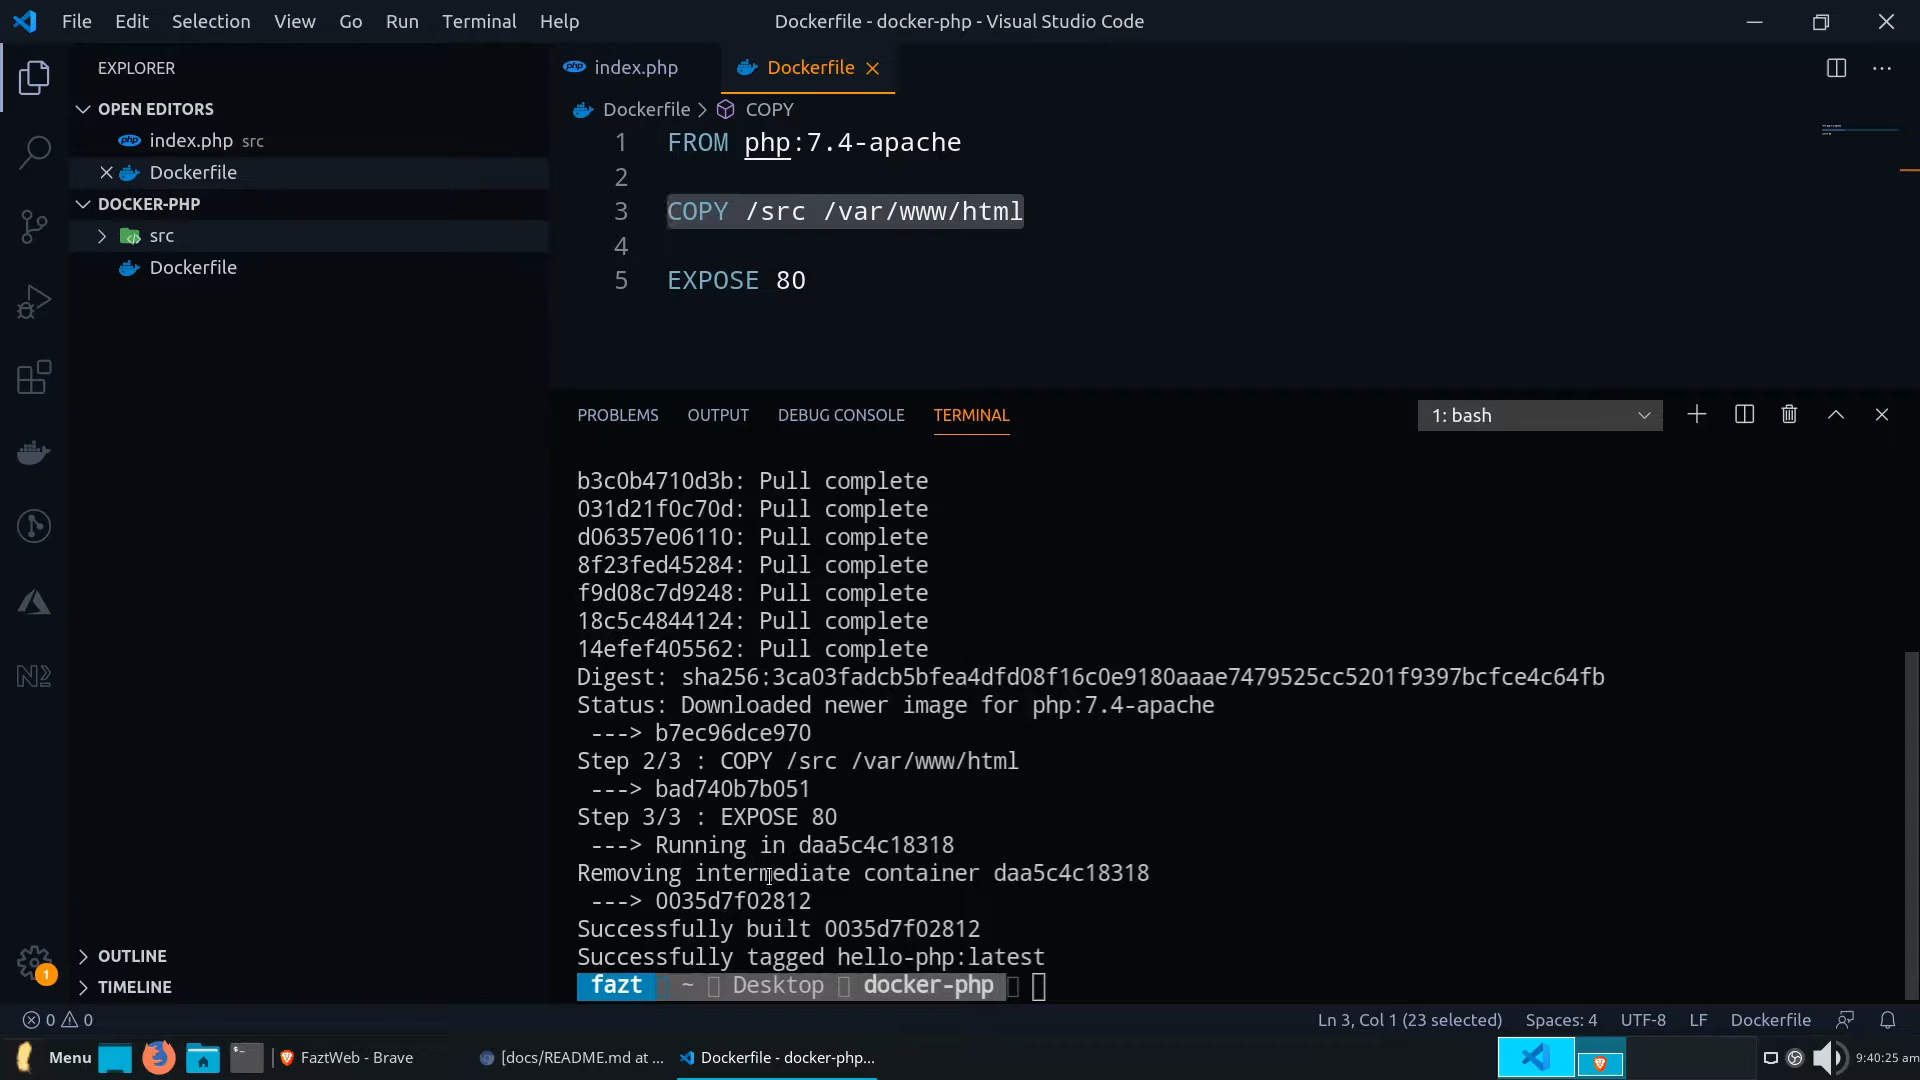 File Edit Selection View Go Run Terminal Help
Dockerfile - docker-php - Visual Studio Code
EXPLORER
OPEN EDITORS
index.php src
Dockerfile
DOCKER-PHP
src
Dockerfile
OUTLINE
TIMELINE
index.php
Dockerfile
Dockerfile > COPY
1 FROM php:7.4-apache
2
3 COPY /src /var/www/html
4
5 EXPOSE 80
PROBLEMS OUTPUT DEBUG CONSOLE TERMINAL
1: bash
b3c0b4710d3b: Pull complete
031d21f0c70d: Pull complete
d06357e06110: Pull complete
8f23fed45284: Pull complete
f9d08c7d9248: Pull complete
18c5c4844124: Pull complete
14efef405562: Pull complete
Digest: sha256:3ca03fadcb5bfea4dfd08f16c0e9180aaae7479525cc5201f9397bcfce4c64fb
Status: Downloaded newer image for php:7.4-apache
---> b7ec96dce970
Step 2/3 : COPY /src /var/www/html
---> bad740b7b051
Step 3/3 : EXPOSE 80
---> Running in daa5c4c18318
Removing intermediate container daa5c4c18318
---> 0035d7f02812
Successfully built 0035d7f02812
Successfully tagged hello-php:latest
fazt ~ Desktop docker-php
1
0 0
Ln 3, Col 1 (23 selected) Spaces: 4 UTF-8 LF Dockerfile
Menu
FaztWeb - Brave
[docs/README.md at ...
Dockerfile - docker-php...
9:40:25 am